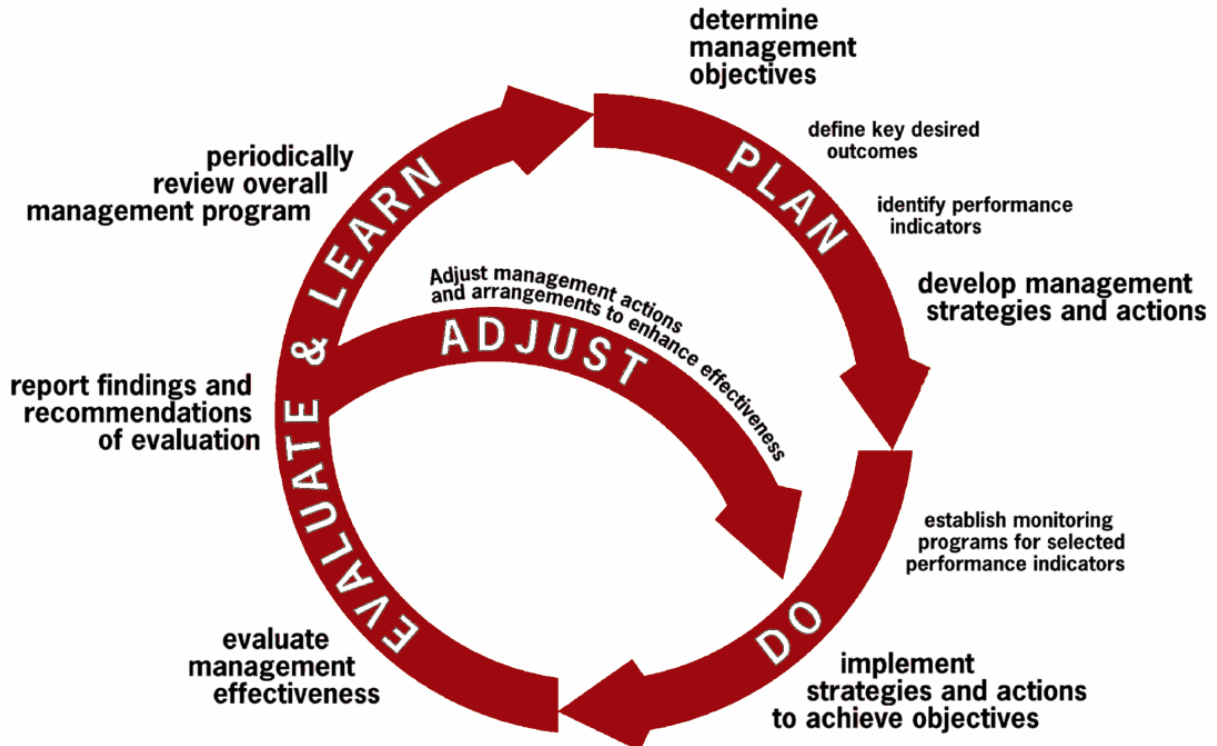 determine
management
objectives
define key desired
outcomes
PLAN
identify performance
indicators
develop management
strategies and actions
establish monitoring
programs for selected
performance indicators
DO
implement
strategies and actions
to achieve objectives
evaluate
management
effectiveness
EVALUATE & LEARN
report findings and
recommendations
of evaluation
periodically
review overall
management program
Adjust management actions
and arrangements to enhance effectiveness
ADJUST